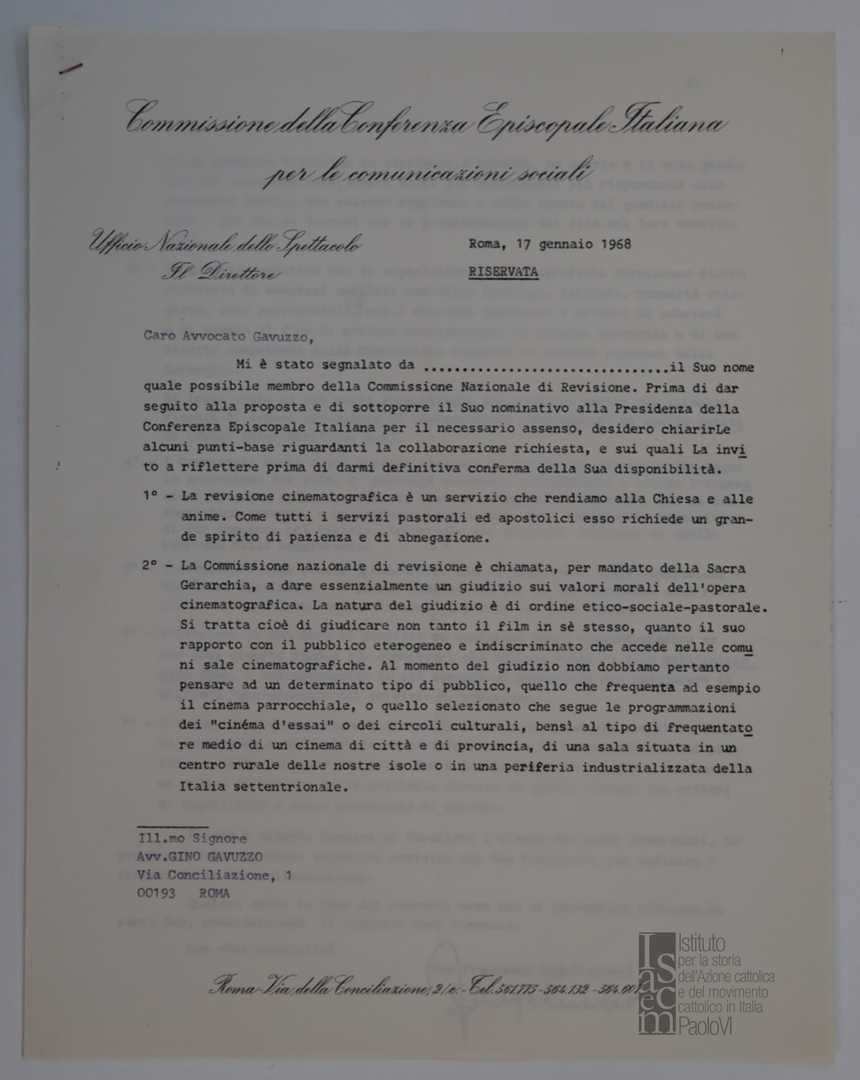 Commissione della Conferenza Episcopale Italiana
per le comunicazioni sociali
Ufficio Nazionale dello Spettacolo
Il Direttore
Roma, 17 gennaio 1968
RISERVATA
Caro Avvocato Gavuzzo,
Mi è stato segnalato da ................................il Suo nome
quale possibile membro della Commissione Nazionale di Revisione. Prima di dar
seguito alla proposta e di sottoporre il Suo nominativo alla Presidenza della
Conferenza Episcopale Italiana per il necessario assenso, desidero chiarirLe
alcuni punti-base riguardanti la collaborazione richiesta, e sui quali La invi
to a riflettere prima di darmi definitiva conferma della Sua disponibilità.
1° - La revisione cinematografica è un servizio che rendiamo alla Chiesa e alle
anime. Come tutti i servizi pastorali ed apostolici esso richiede un gran-
de spirito di pazienza e di abnegazione.
2° - La Commissione nazionale di revisione è chiamata, per mandato della Sacra
Gerarchia, a dare essenzialmente un giudizio sui valori morali dell'opera
cinematografica. La natura del giudizio è di ordine etico-sociale-pastorale.
Si tratta cioè di giudicare non tanto il film in sè stesso, quanto il suo
rapporto con il pubblico eterogeneo e indiscriminato che accede nelle comu
ni sale cinematografiche. Al momento del giudizio non dobbiamo pertanto
pensare ad un determinato tipo di pubblico, quello che frequenta ad esempio
il cinema parrocchiale, o quello selezionato che segue le programmazioni
dei "cinéma d'essai" o dei circoli culturali, bensì al tipo di frequentato
re medio di un cinema di città e di provincia, di una sala situata in un
centro rurale delle nostre isole o in una periferia industrializzata della
Italia settentrionale.
Ill.mo Signore
Avv.GINO GAVUZZO
Via Conciliazione, 1
00193 ROMA
Roma-Via della Conciliazione, 2/c.-Tel. 561.775-564.132-564.601
Isacem
Istituto
per la storia
dell'Azione cattolica
e del movimento
cattolico in Italia
PaoloVI